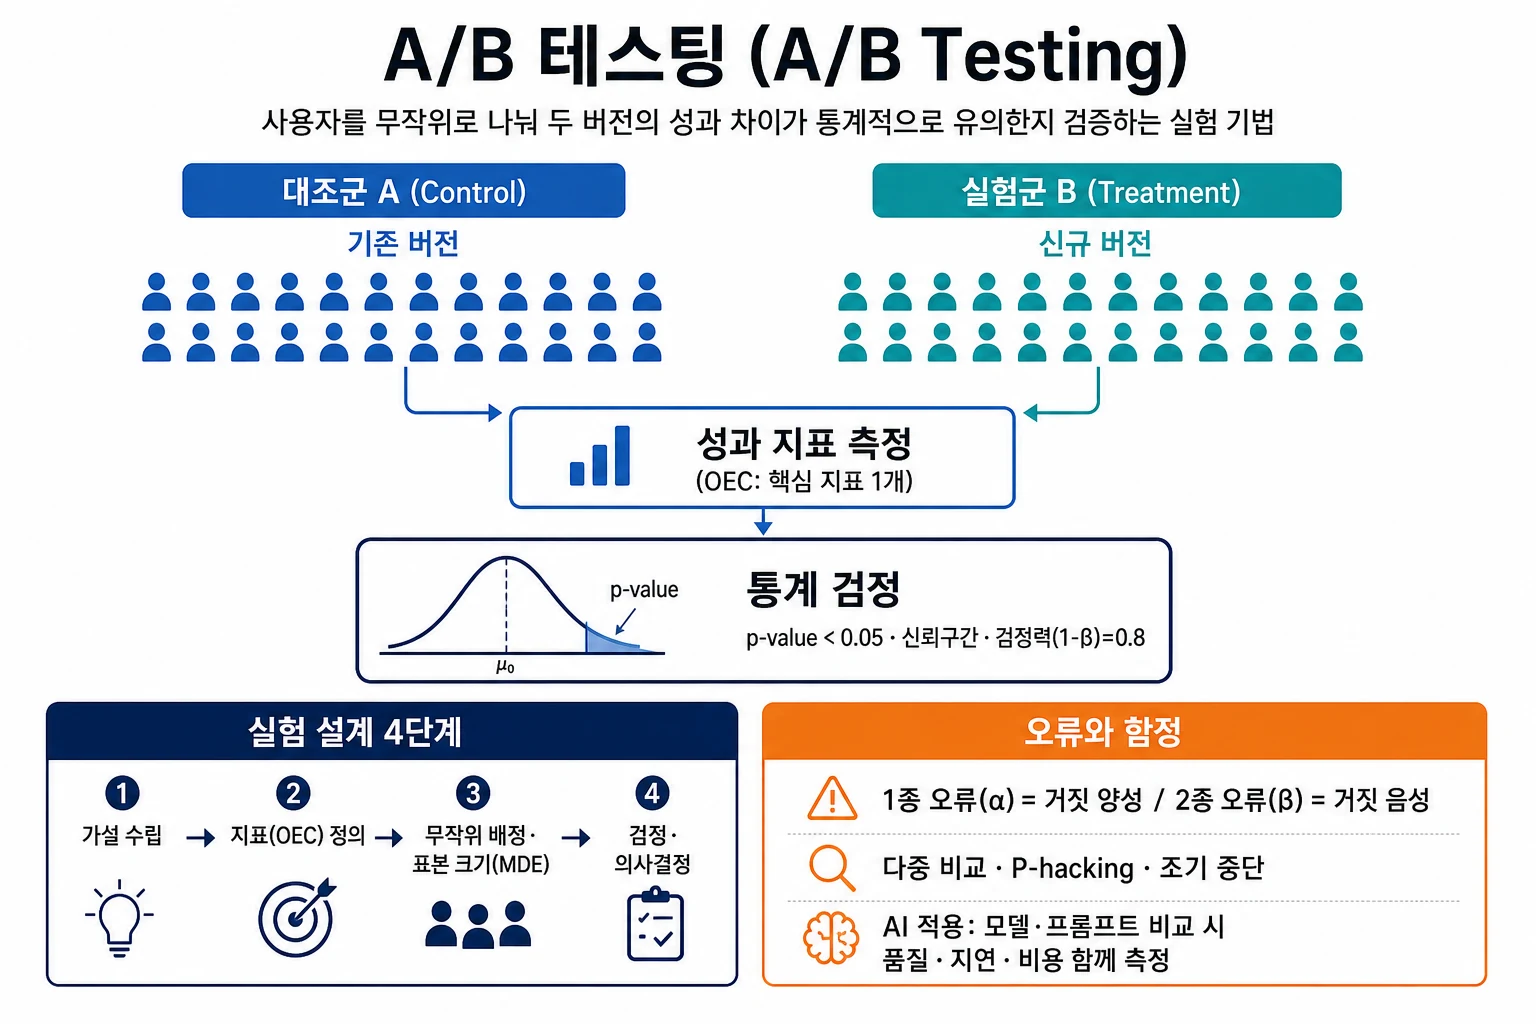 A/B 테스팅 (A/B Testing)
사용자를 무작위로 나눠 두 버전의 성과 차이가 통계적으로 유의한지 검증하는 실험 기법
대조군 A (Control)
기존 버전
실험군 B (Treatment)
신규 버전
성과 지표 측정
(OEC: 핵심 지표 1개)
p-value
μ₀
통계 검정
p-value < 0.05 · 신뢰구간 · 검정력(1-β)=0.8
실험 설계 4단계
1
가설 수립
2
지표(OEC) 정의
3
무작위 배정 ·
표본 크기(MDE)
4
검정 ·
의사결정
오류와 함정
1종 오류(α) = 거짓 양성 / 2종 오류(β) = 거짓 음성
다중 비교 · P-hacking · 조기 중단
AI 적용: 모델 · 프롬프트 비교 시
품질 · 지연 · 비용 함께 측정